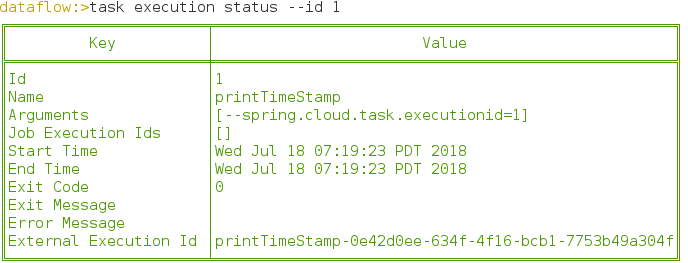 dataflow:>task execution status --id 1
Key Value
Id 1
Name printTimeStamp
Arguments [--spring.cloud.task.executionid=1]
Job Execution Ids []
Start Time Wed Jul 18 07:19:23 PDT 2018
End Time Wed Jul 18 07:19:23 PDT 2018
Exit Code 0
Exit Message
Error Message
External Execution Id printTimeStamp-0e42d0ee-634f-4f16-bcb1-7753b49a304f